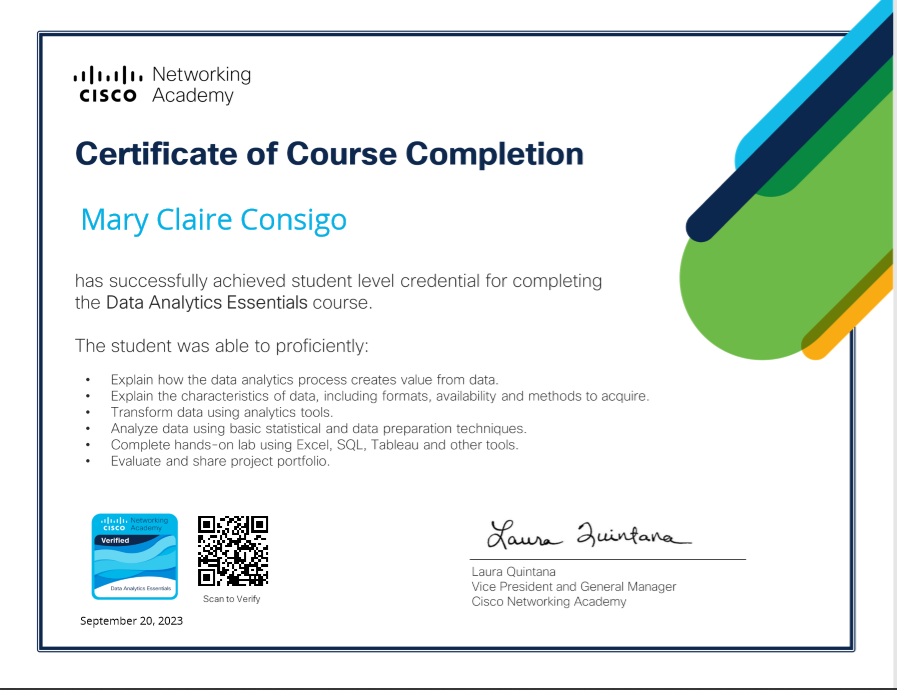 Networking
CISCO Academy
Certificate of Course Completion
Mary Claire Consigo
has successfully achieved student level credential for completing
the Data Analytics Essentials course.
The student was able to proficiently:
• Explain how the data analytics process creates value from data.
• Explain the characteristics of data, including formats, availability and methods to acquire.
• Transform data using analytics tools.
• Analyze data using basic statistical and data preparation techniques.
• Complete hands-on lab using Excel, SQL, Tableau and other tools.
• Evaluate and share project portfolio.
Networking
CISCO Academy
Verified
Data Analytics Essentials
Scan to Verify
September 20, 2023
Laura Quintana
Laura Quintana
Vice President and General Manager
Cisco Networking Academy